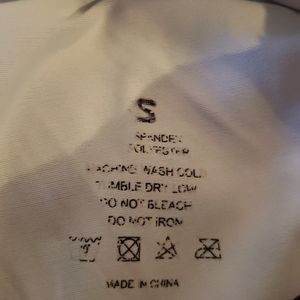 S
SPANDEX
POLYESTER
MACHINE WASH COLD
TUMBLE DRY LOW
DO NOT BLEACH
DO NOT IRON
MADE IN CHINA